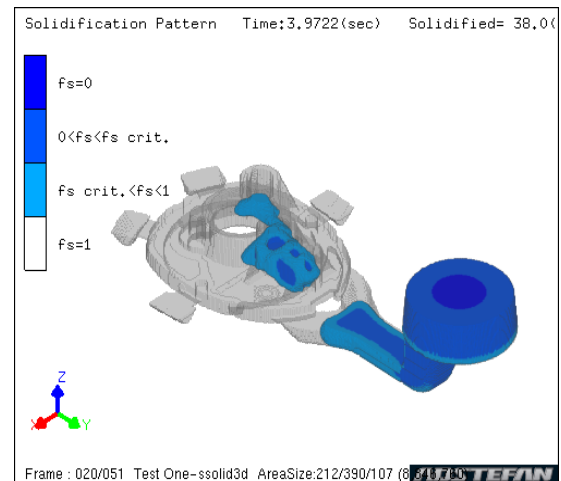 Solidification Pattern Time:3.9722(sec) Solidified= 38.0(
fs=0
0<fs<fs crit.
fs crit.<fs<1
fs=1
Z
X Y
Frame : 020/051 Test One-ssolid3d AreaSize:212/390/107 TEFAN